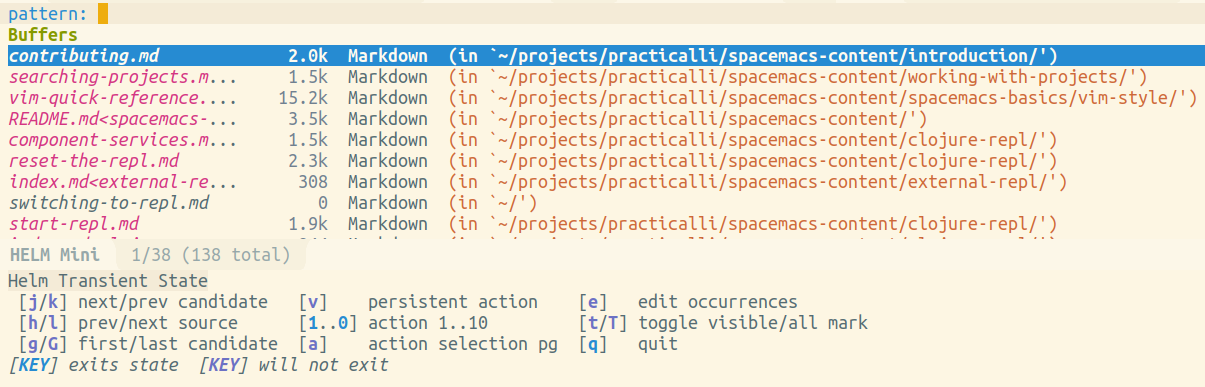 pattern:
Buffers
contributing.md 2.0k Markdown (in `~/projects/practicalli/spacemacs-content/introduction/')
searching-projects.m... 1.5k Markdown (in `~/projects/practicalli/spacemacs-content/working-with-projects/')
vim-quick-reference.... 15.2k Markdown (in `~/projects/practicalli/spacemacs-content/spacemacs-basics/vim-style/')
README.md<spacemacs-... 3.5k Markdown (in `~/projects/practicalli/spacemacs-content/')
component-services.m... 1.5k Markdown (in `~/projects/practicalli/spacemacs-content/clojure-repl/')
reset-the-repl.md 2.3k Markdown (in `~/projects/practicalli/spacemacs-content/clojure-repl/')
index.md<external-re... 308 Markdown (in `~/projects/practicalli/spacemacs-content/external-repl/')
switching-to-repl.md 0 Markdown (in `~/')
start-repl.md 1.9k Markdown (in `~/projects/practicalli/spacemacs-content/clojure-repl/')
HELM Mini 1/38 (138 total)
Helm Transient State
[j/k] next/prev candidate [v] persistent action [e] edit occurrences
[h/l] prev/next source [1..0] action 1..10 [t/T] toggle visible/all mark
[g/G] first/last candidate [a] action selection pg [q] quit
[KEY] exits state [KEY] will not exit